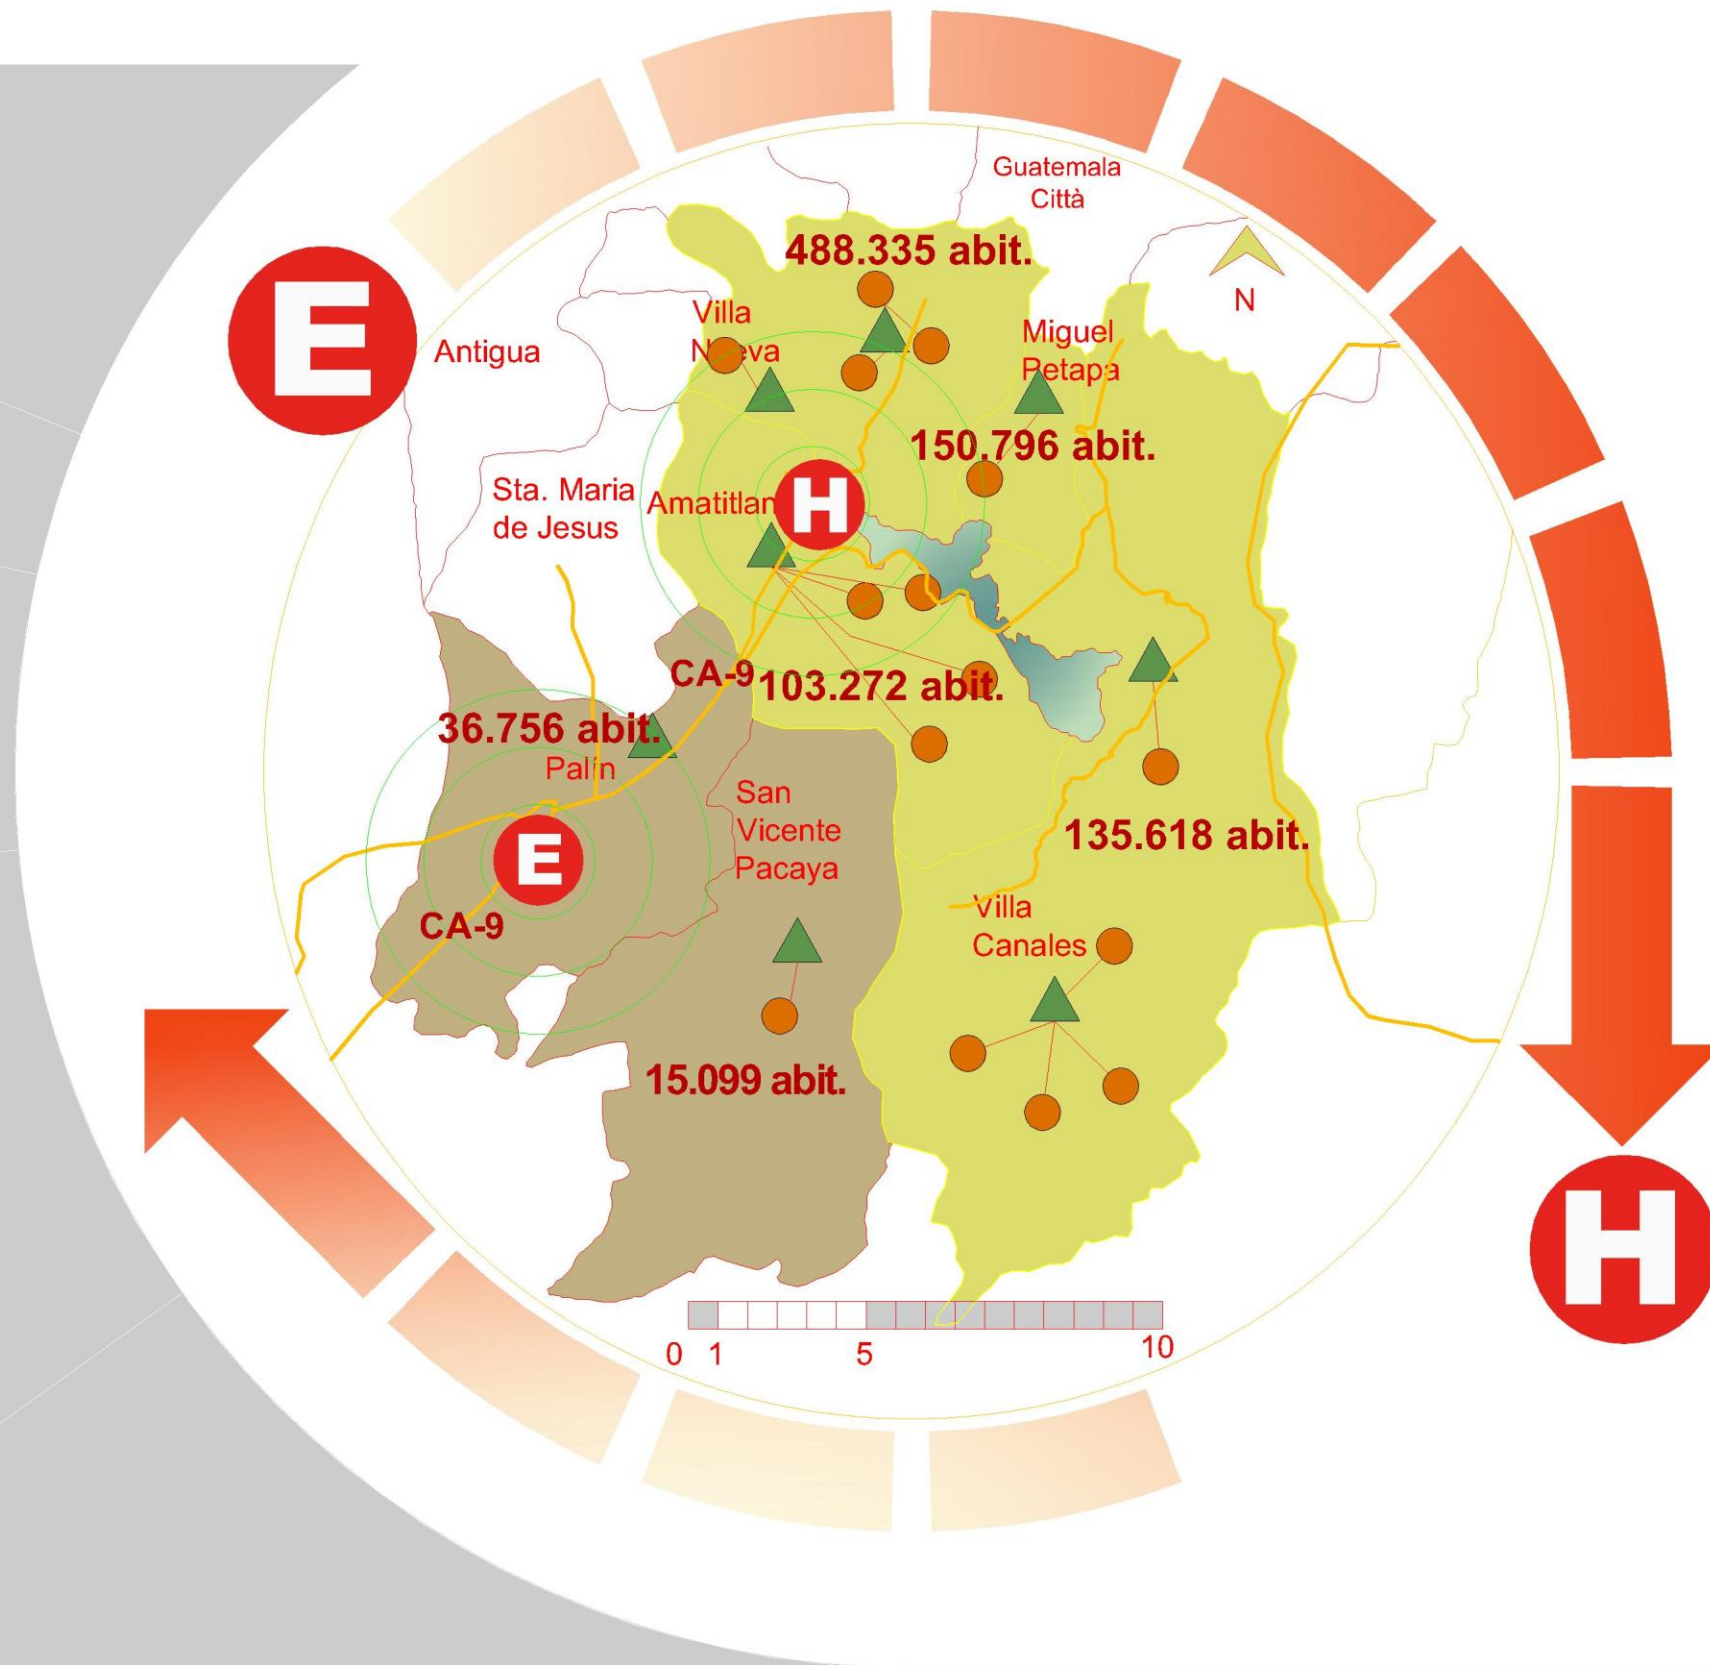 Guatemala
Città
488.335 abit.
N
E
Villa
Nueva
Miguel
Petapa
Antigua
150.796 abit.
Sta. Maria
de Jesus
Amatitlan
H
CA-9
103.272 abit.
36.756 abit.
Palín
San
Vicente
Pacaya
135.618 abit.
E
CA-9
Villa
Canales
15.099 abit.
H
0 1 5 10